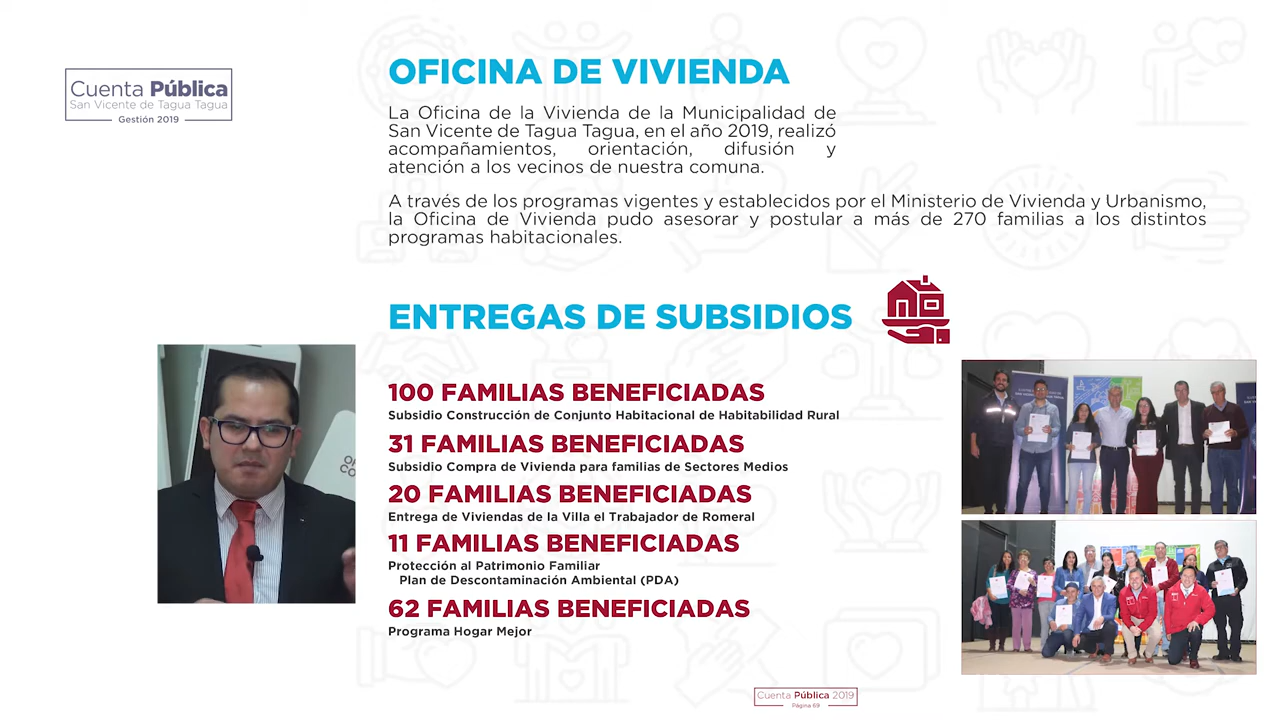 Cuenta Pública
San Vicente de Tagua Tagua
Gestión 2019
OFICINA DE VIVIENDA
La Oficina de la Vivienda de la Municipalidad de
San Vicente de Tagua Tagua, en el año 2019, realizó
acompañamientos, orientación, difusión y
atención a los vecinos de nuestra comuna.
A través de los programas vigentes y establecidos por el Ministerio de Vivienda y Urbanismo,
la Oficina de Vivienda pudo asesorar y postular a más de 270 familias a los distintos
programas habitacionales.
ENTREGAS DE SUBSIDIOS
100 FAMILIAS BENEFICIADAS
Subsidio Construcción de Conjunto Habitacional de Habitabilidad Rural
31 FAMILIAS BENEFICIADAS
Subsidio Compra de Vivienda para familias de Sectores Medios
20 FAMILIAS BENEFICIADAS
Entrega de Viviendas de la Villa el Trabajador de Romeral
11 FAMILIAS BENEFICIADAS
Protección al Patrimonio Familiar
Plan de Descontaminación Ambiental (PDA)
62 FAMILIAS BENEFICIADAS
Programa Hogar Mejor
Cuenta Pública 2019
Página 69